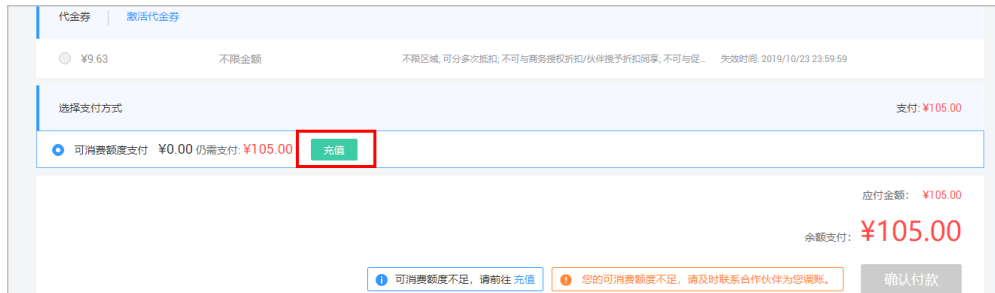 代金券 激活代金券
¥9.63 不限金额 不限区域; 可分多次抵扣; 不可与商务授权折扣/伙伴授予折扣同享; 不可与促... 失效时间: 2019/10/23 23:59:59
选择支付方式 支付: ¥105.00
可消费额度支付 ¥0.00 仍需支付: ¥105.00 充值
应付金额: ¥105.00
余额支付: ¥105.00
可消费额度不足，请前往 充值 您的可消费额度不足，请及时联系合作伙伴为您调账。 确认付款